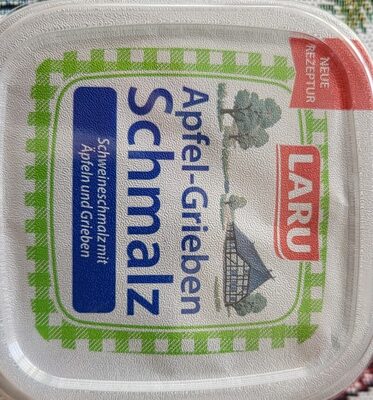 NEUE
REZEPTUR
LARU
Apfel-Grieben
Schmalz
Schweineschmalz mit
Äpfeln und Grieben